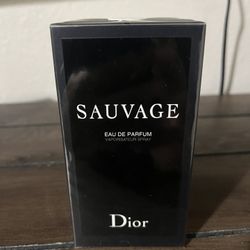 SAUVAGE
EAU DE PARFUM
VAPORISATEUR SPRAY
Dior